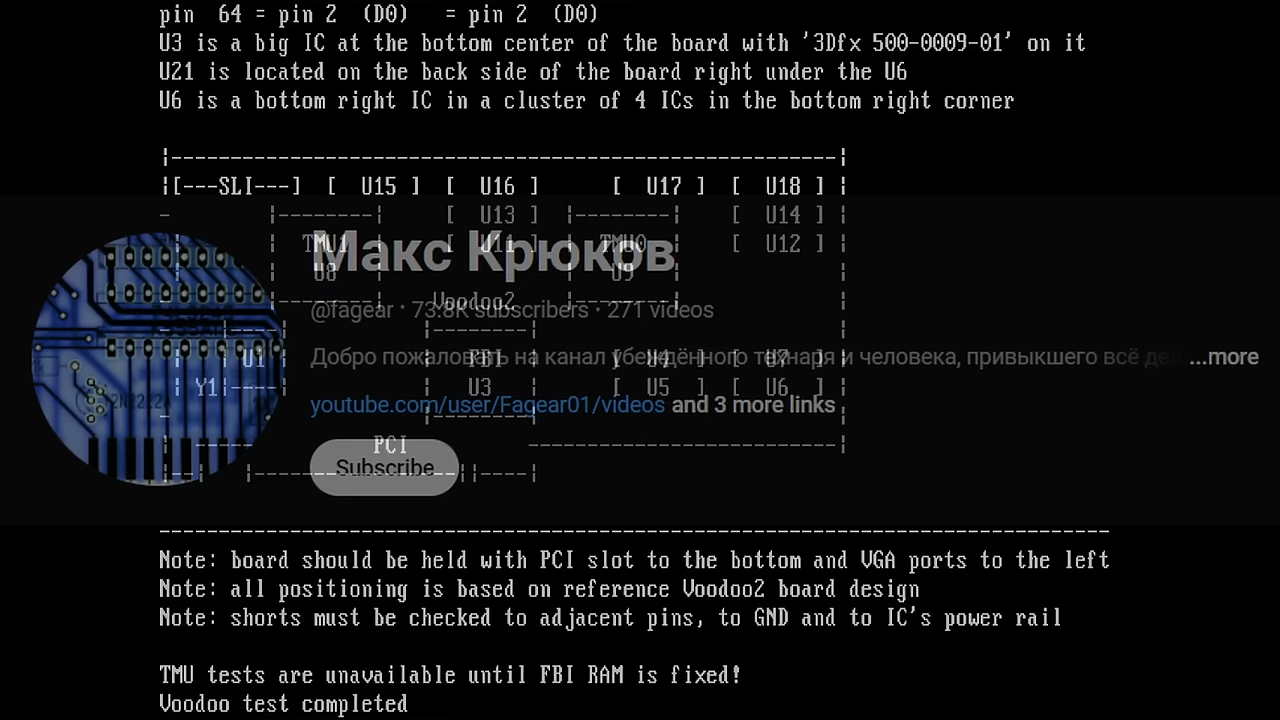 pin 64 = pin 2 (D0) = pin 2 (D0)
U3 is a big IC at the bottom center of the board with '3Dfx 500-0009-01' on it
U21 is located on the back side of the board right under the U6
U6 is a bottom right IC in a cluster of 4 ICs in the bottom right corner
[---SLI---] [ U15 ] [ U16 ] [ U17 ] [ U18 ]
[ U13 ] [ U14 ]
TMU1 [ U11 ] TMU0 [ U12 ]
Макс Крюков
U8 U9
Voodoo2
@fagear · 73.8K subscribers · 271 videos
U1 FBI [ U4 ] [ U7 ]
Добро пожаловать на канал убеждённого технаря и человека, привыкшего всё ...more
Y1 U3 [ U5 ] [ U6 ]
youtube.com/user/Fagear01/videos and 3 more links
PCI
Subscribe
Note: board should be held with PCI slot to the bottom and VGA ports to the left
Note: all positioning is based on reference Voodoo2 board design
Note: shorts must be checked to adjacent pins, to GND and to IC's power rail
TMU tests are unavailable until FBI RAM is fixed!
Voodoo test completed